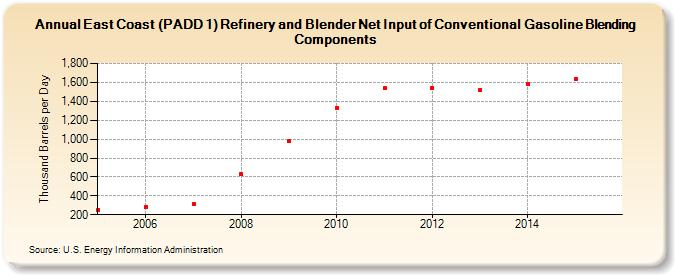 Annual East Coast (PADD 1) Refinery and Blender Net Input of Conventional Gasoline Blending
Components
Thousand Barrels per Day
1,800
1,600
1,400
1,200
1,000
800
600
400
200
2006 2008 2010 2012 2014
Source: U.S. Energy Information Administration